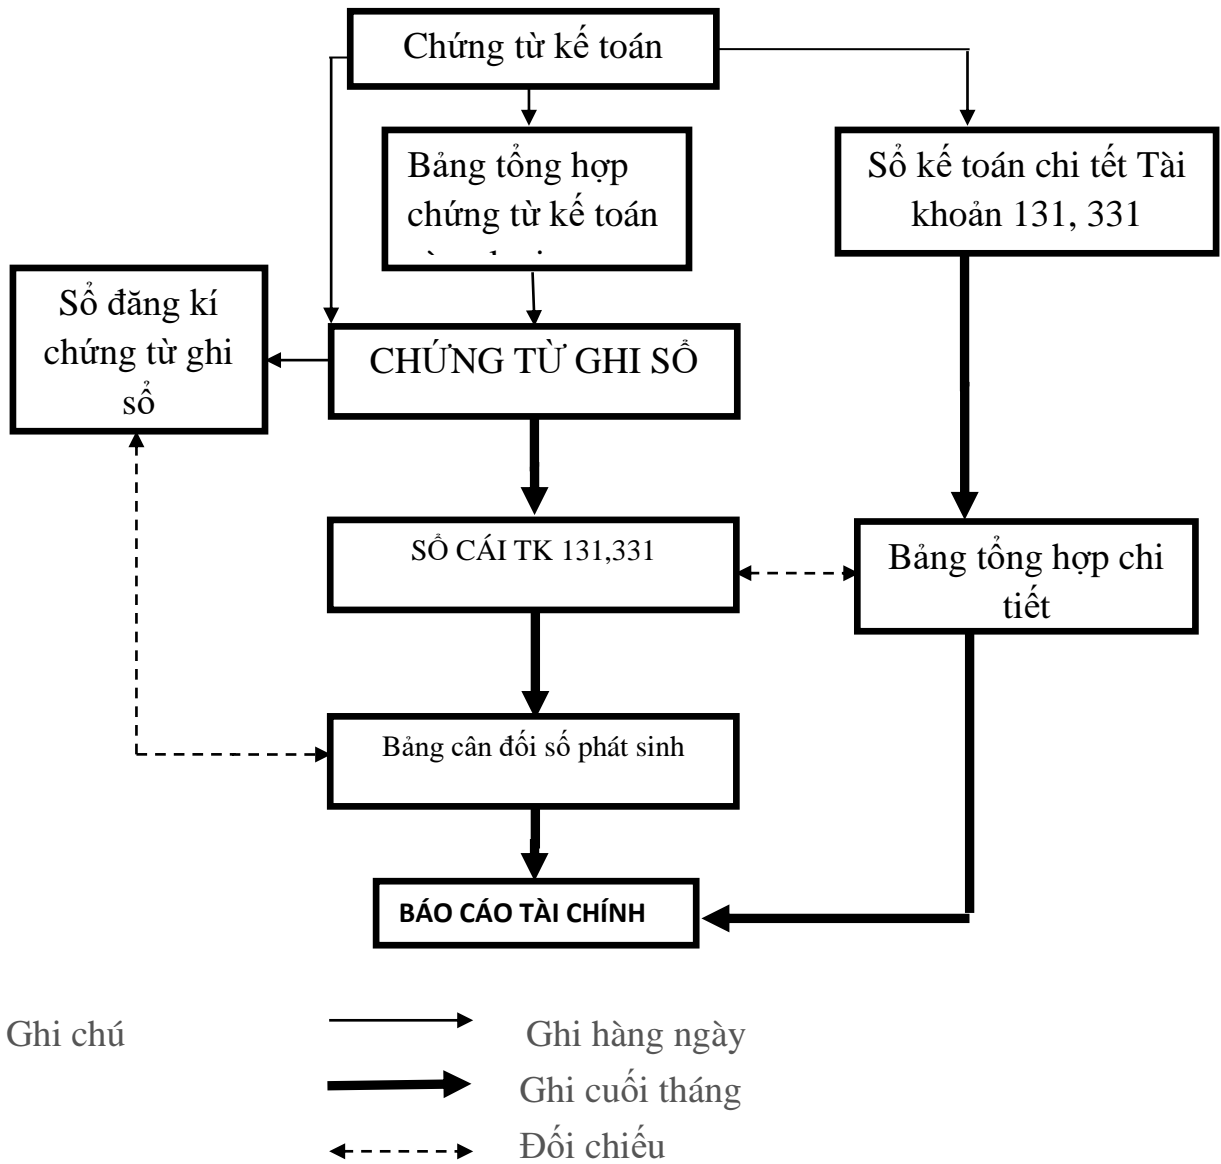 Chứng từ kế toán
Bảng tổng hợp
chứng từ kế toán
Sổ kế toán chi tết Tài
khoản 131, 331
Sổ đăng kí
chứng từ ghi
sổ
CHỨNG TỪ GHI SỔ
SỔ CÁI TK 131,331
Bảng tổng hợp chi
tiết
Bảng cân đối số phát sinh
BÁO CÁO TÀI CHÍNH
Ghi chú
Ghi hàng ngày
Ghi cuối tháng
Đối chiếu